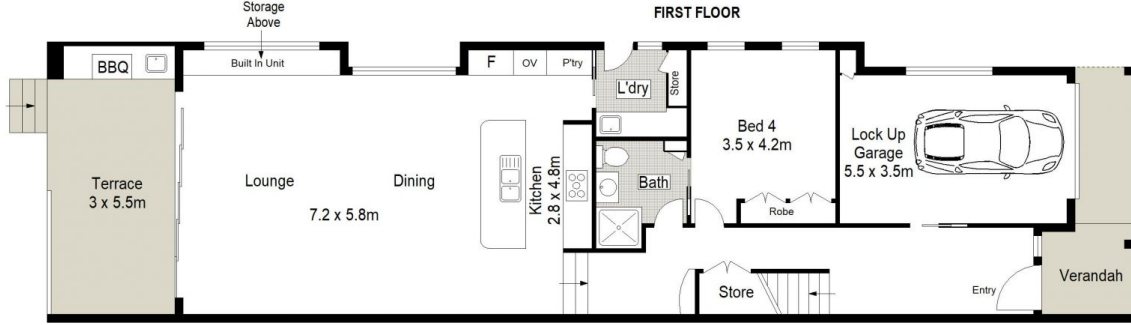 Storage
Above
FIRST FLOOR
BBQ
Built In Unit
F
OV
P'try
L'dry
Store
Bed 4
3.5 x 4.2m
Lock Up
Garage
5.5 x 3.5m
Terrace
3 x 5.5m
Lounge
Dining
7.2 x 5.8m
Kitchen
2.8 x 4.8m
Bath
Robe
Store
Entry
Verandah